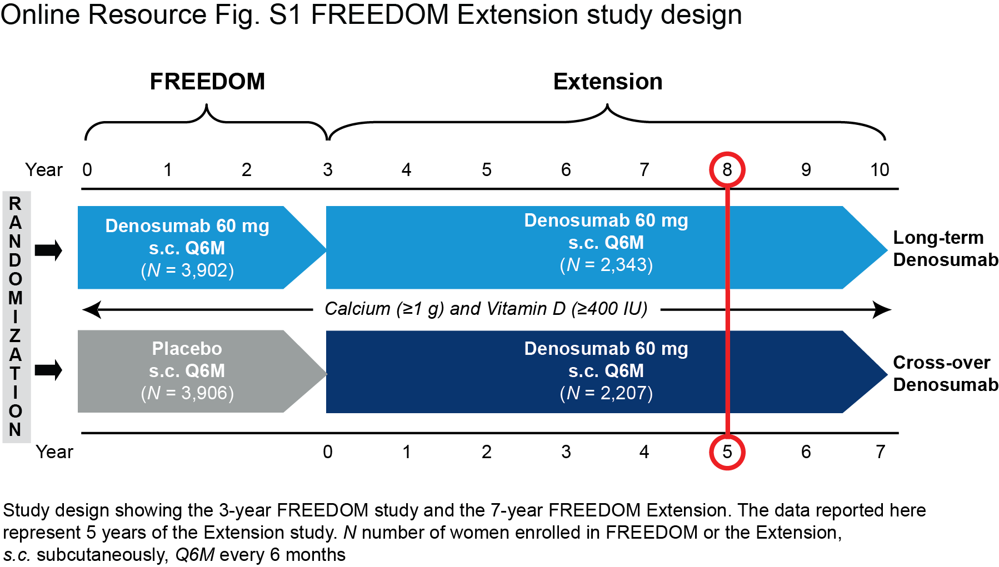 Online Resource Fig. S1 FREEDOM Extension study design
FREEDOM
Extension
Year 0 1 2 3 4 5 6 7 8 9 10
RANDOMIZATION
Denosumab 60 mg
s.c. Q6M
(N = 3,902)
Denosumab 60 mg
s.c. Q6M
(N = 2,343)
Long-term
Denosumab
Calcium (≥1 g) and Vitamin D (≥400 IU)
Placebo
s.c. Q6M
(N = 3,906)
Denosumab 60 mg
s.c. Q6M
(N = 2,207)
Cross-over
Denosumab
Year 0 1 2 3 4 5 6 7
Study design showing the 3-year FREEDOM study and the 7-year FREEDOM Extension. The data reported here
represent 5 years of the Extension study. N number of women enrolled in FREEDOM or the Extension,
s.c. subcutaneously, Q6M every 6 months